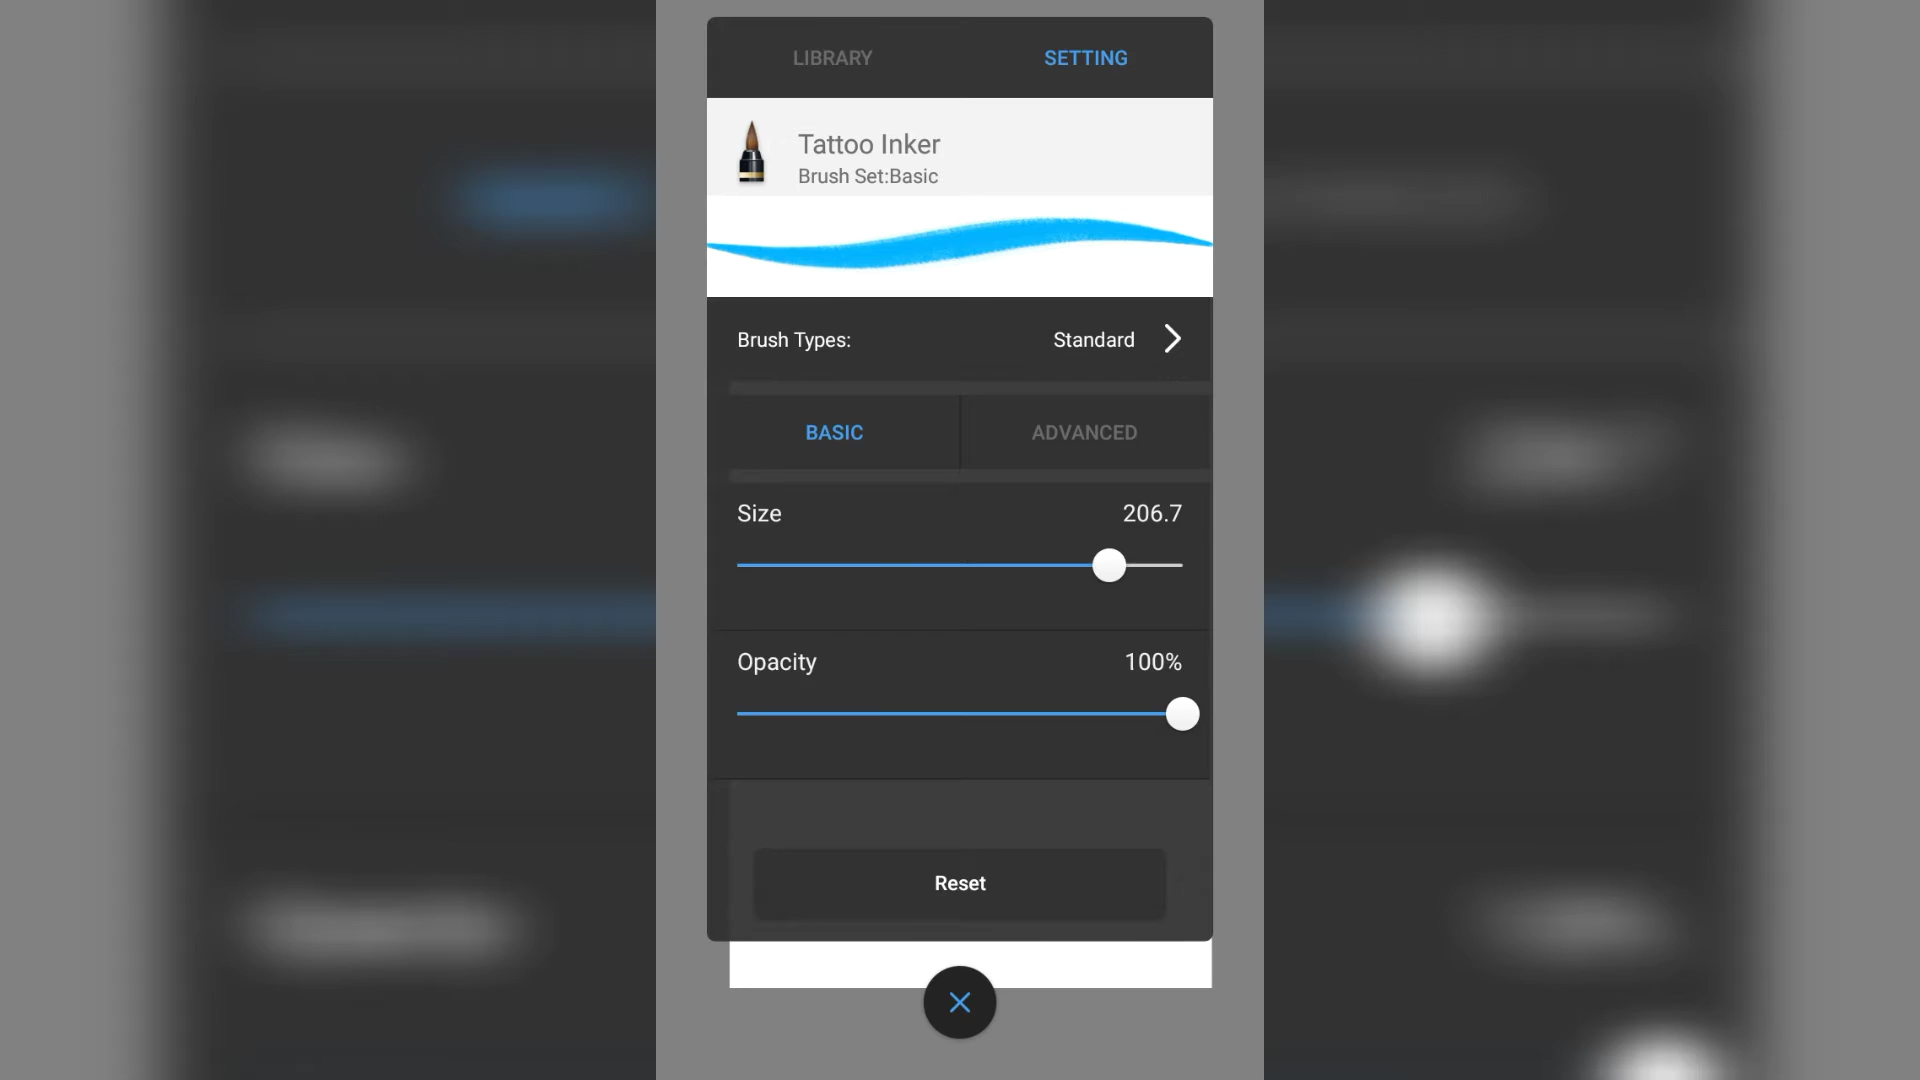 LIBRARY SETTING
Tattoo Inker
Brush Set:Basic
Brush Types: Standard
BASIC ADVANCED
Size 206.7
Opacity 100%
Reset